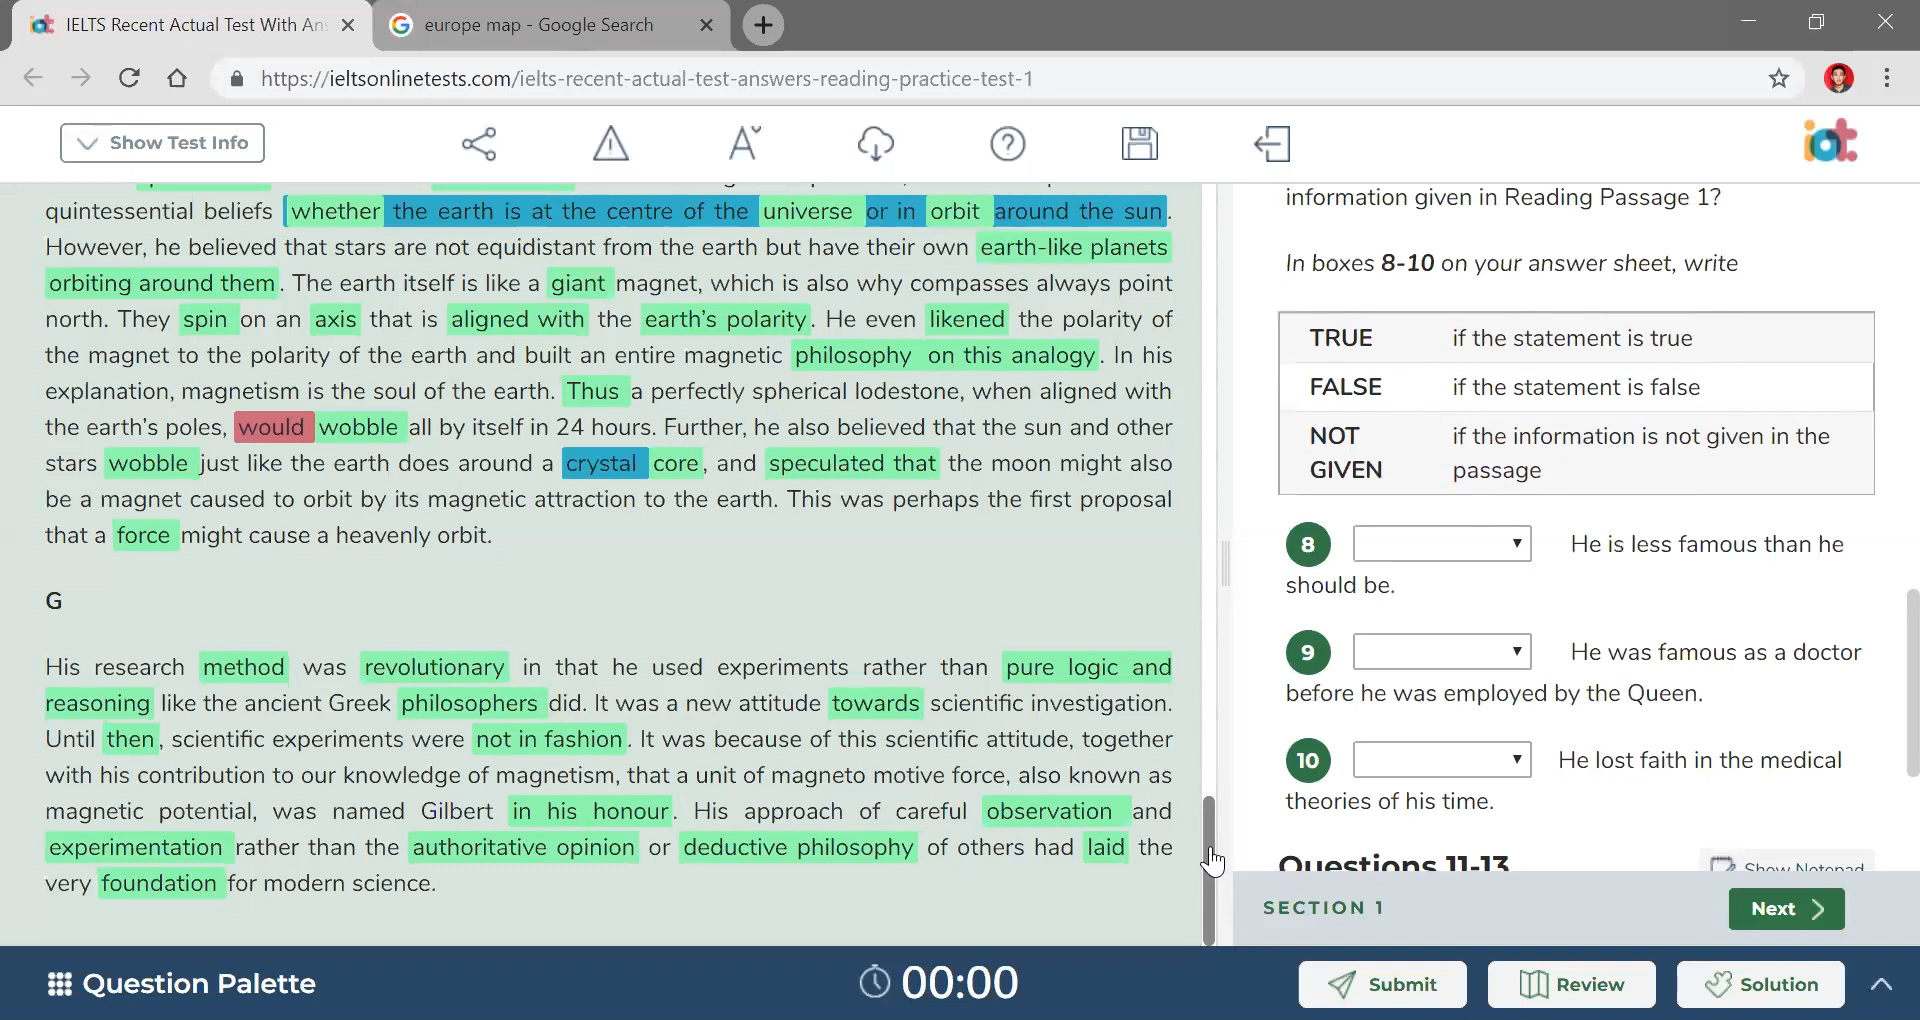 IELTS Recent Actual Test With An
europe map - Google Search
https://ieltsonlinetests.com/ielts-recent-actual-test-answers-reading-practice-test-1
Show Test Info
iot
quintessential beliefs whether the earth is at the centre of the universe or in orbit around the sun.
However, he believed that stars are not equidistant from the earth but have their own earth-like planets
orbiting around them. The earth itself is like a giant magnet, which is also why compasses always point
north. They spin on an axis that is aligned with the earth's polarity. He even likened the polarity of
the magnet to the polarity of the earth and built an entire magnetic philosophy on this analogy. In his
explanation, magnetism is the soul of the earth. Thus a perfectly spherical lodestone, when aligned with
the earth's poles, would wobble all by itself in 24 hours. Further, he also believed that the sun and other
stars wobble just like the earth does around a crystal core, and speculated that the moon might also
be a magnet caused to orbit by its magnetic attraction to the earth. This was perhaps the first proposal
that a force might cause a heavenly orbit.
G
His research method was revolutionary in that he used experiments rather than pure logic and
reasoning like the ancient Greek philosophers did. It was a new attitude towards scientific investigation.
Until then, scientific experiments were not in fashion. It was because of this scientific attitude, together
with his contribution to our knowledge of magnetism, that a unit of magneto motive force, also known as
magnetic potential, was named Gilbert in his honour. His approach of careful observation and
experimentation rather than the authoritative opinion or deductive philosophy of others had laid the
very foundation for modern science.
information given in Reading Passage 1?
In boxes 8-10 on your answer sheet, write
TRUE if the statement is true
FALSE if the statement is false
NOT GIVEN if the information is not given in the
passage
8 He is less famous than he
should be.
9 He was famous as a doctor
before he was employed by the Queen.
10 He lost faith in the medical
theories of his time.
Questions 11-13
Show Notepad
SECTION 1
Next
Question Palette
00:00
Submit
Review
Solution